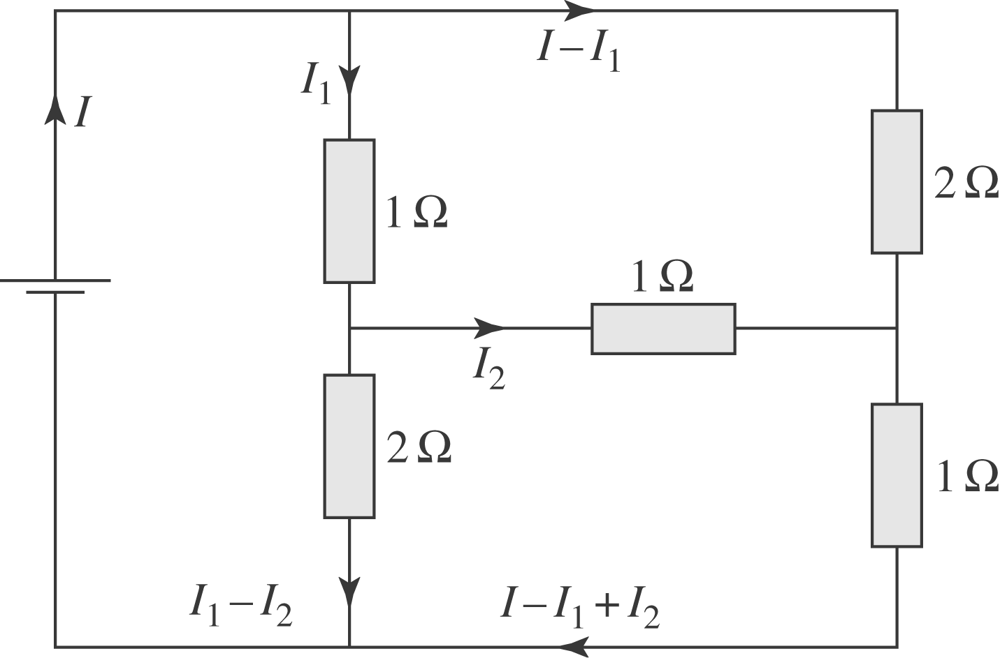 I − I₁
I₁
I
2 Ω
1 Ω
1 Ω
I₂
2 Ω
1 Ω
I₁ − I₂
I − I₁ + I₂